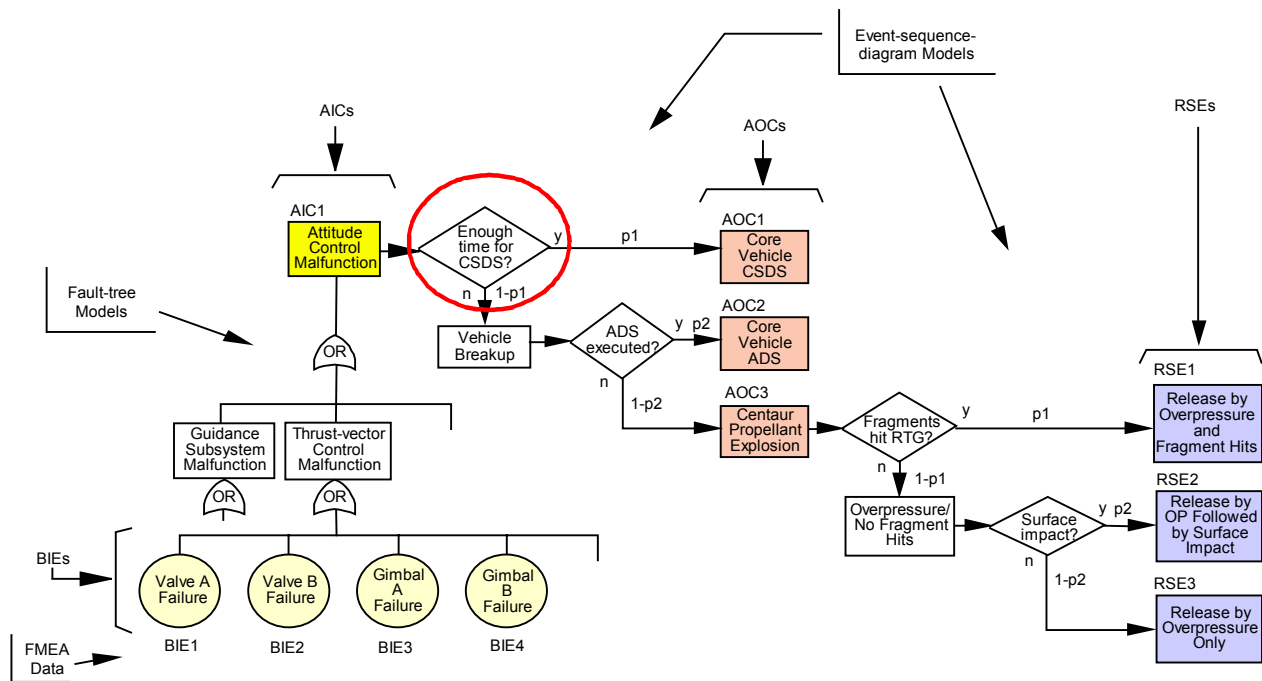 Event-sequence-
diagram Models
AICs
AOCs
RSEs
AIC1
Attitude
Control
Malfunction
Enough
time for
CSDS?
y
p1
AOC1
Core
Vehicle
CSDS
n
1-p1
Fault-tree
Models
Vehicle
Breakup
ADS
executed?
y p2
AOC2
Core
Vehicle
ADS
n
1-p2
OR
AOC3
Centaur
Propellant
Explosion
Fragments
hit RTG?
y
p1
RSE1
Release by
Overpressure
and
Fragment Hits
n
1-p1
Guidance
Subsystem
Malfunction
Thrust-vector
Control
Malfunction
OR
OR
Overpressure/
No Fragment
Hits
Surface
impact?
y p2
RSE2
Release by
OP Followed
by Surface
Impact
n
1-p2
RSE3
Release by
Overpressure
Only
BIEs
Valve A
Failure
Valve B
Failure
Gimbal
A
Failure
Gimbal
B
Failure
BIE1
BIE2
BIE3
BIE4
FMEA
Data